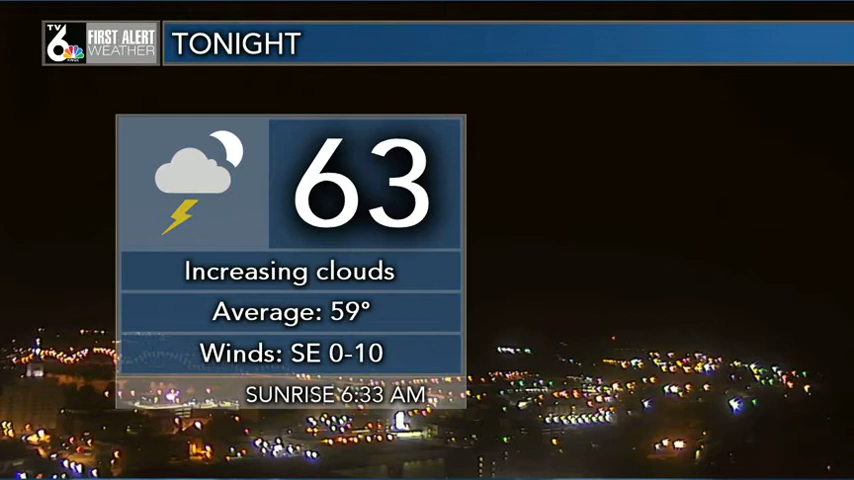 TV
6
KWQC
FIRST ALERT
WEATHER
TONIGHT
63
Increasing clouds
Average: 59°
Winds: SE 0-10
SUNRISE 6:33 AM